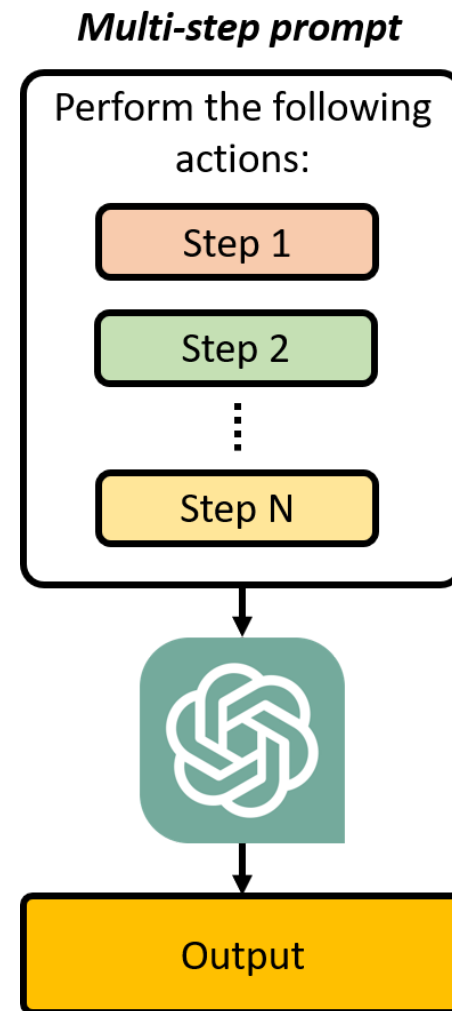 Multi-step prompt
Perform the following
actions:
Step 1
Step 2
Step N
Output